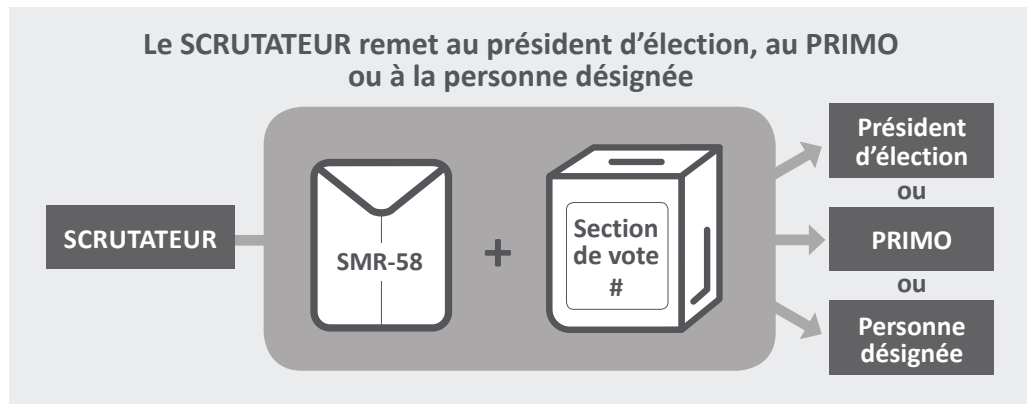 Le SCRUTATEUR remet au président d’élection, au PRIMO
ou à la personne désignée
SCRUTATEUR
SMR-58
+
Section
de vote
#
Président
d’élection
ou
PRIMO
ou
Personne
désignée